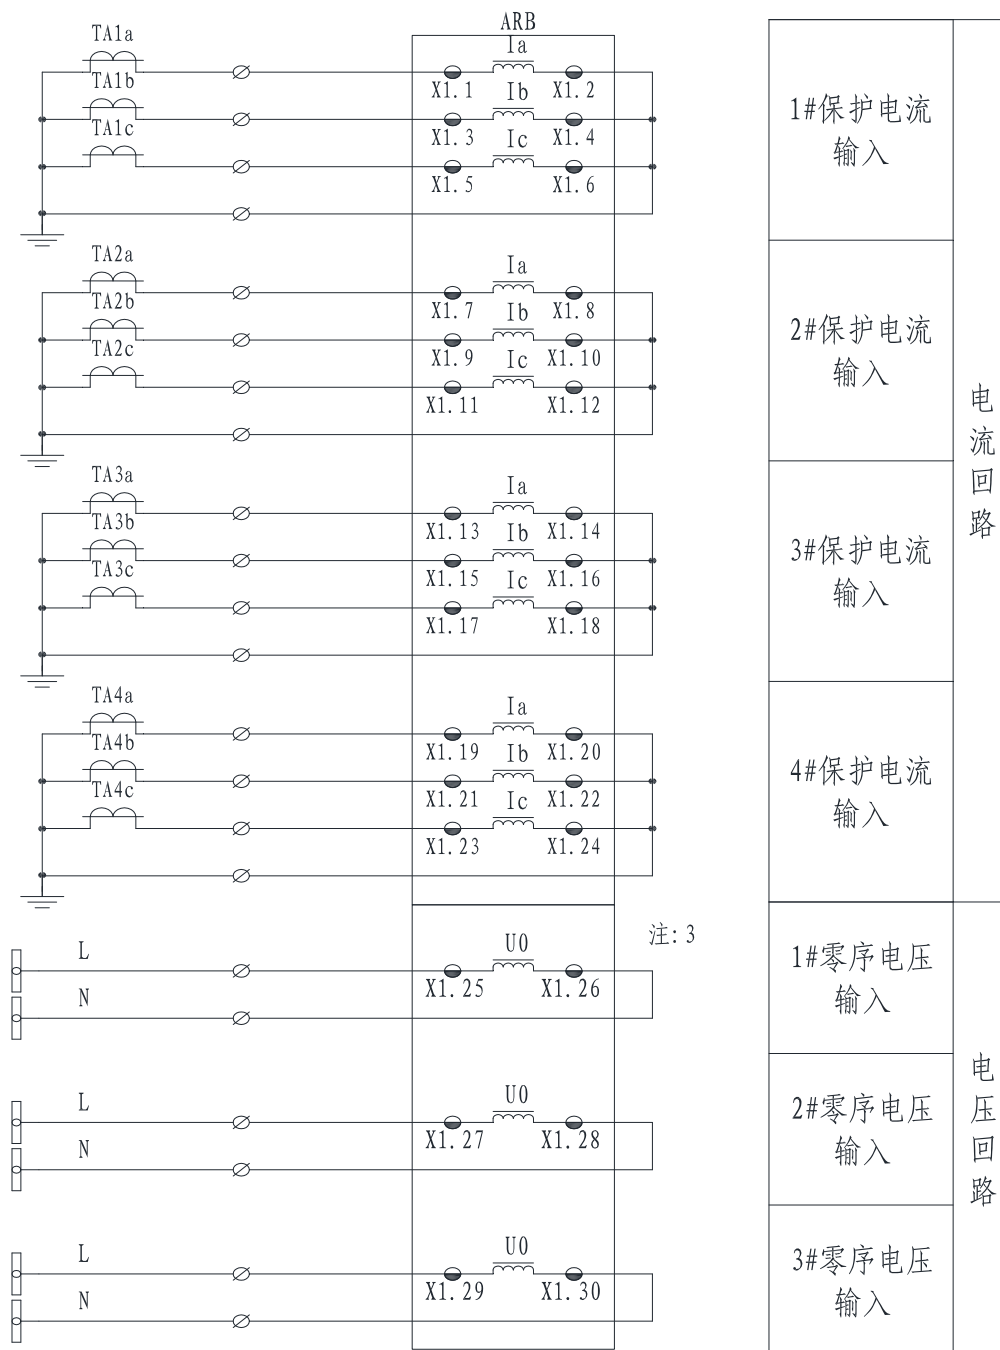 ARB
TA1a
Ia
X1.1
X1.2
TA1b
Ib
X1.3
X1.4
TA1c
Ic
X1.5
X1.6
1#保护电流
输入
TA2a
Ia
X1.7
X1.8
TA2b
Ib
X1.9
X1.10
TA2c
Ic
X1.11
X1.12
2#保护电流
输入
TA3a
Ia
X1.13
X1.14
TA3b
Ib
X1.15
X1.16
TA3c
Ic
X1.17
X1.18
3#保护电流
输入
TA4a
Ia
X1.19
X1.20
TA4b
Ib
X1.21
X1.22
TA4c
Ic
X1.23
X1.24
4#保护电流
输入
电
流
回
路
注:3
L
U0
X1.25
X1.26
N
1#零序电压
输入
L
U0
X1.27
X1.28
N
2#零序电压
输入
L
U0
X1.29
X1.30
N
3#零序电压
输入
电
压
回
路